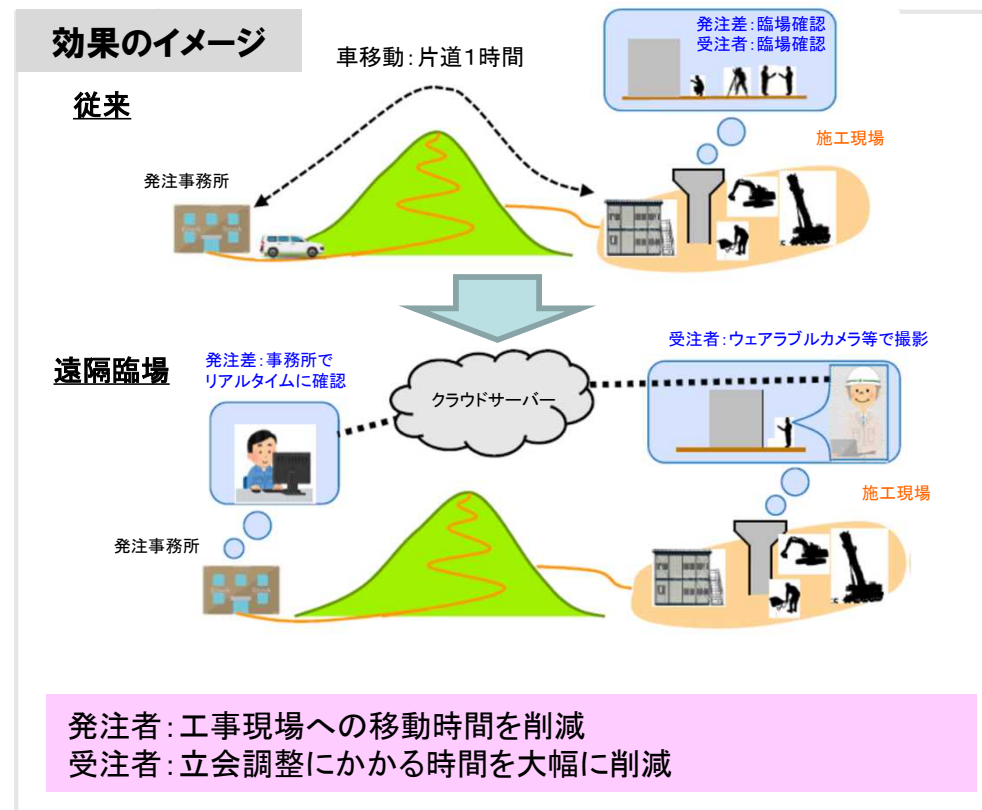 効果のイメージ
従来
車移動：片道1時間
発注差：臨場確認
受注者：臨場確認
施工現場
発注事務所
遠隔臨場
発注差：事務所で
リアルタイムに確認
クラウドサーバー
受注者：ウェアラブルカメラ等で撮影
施工現場
発注事務所
発注者：工事現場への移動時間を削減
受注者：立会調整にかかる時間を大幅に削減